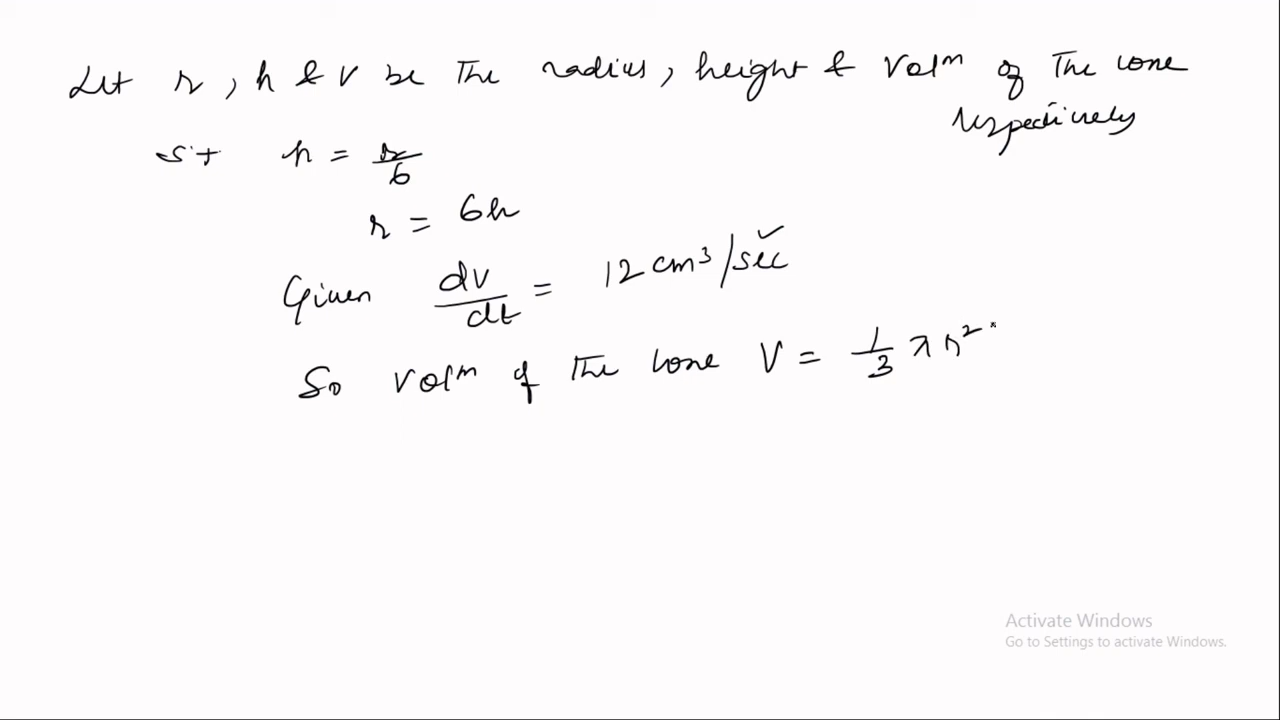 Let r, h & v be the radius, height & volm of the cone
respectively
s.t h = r/6
r = 6h
Given dv/dt = 12 cm³/sec
So volm of the cone V = 1/3 π r²
Activate Windows
Go to Settings to activate Windows.